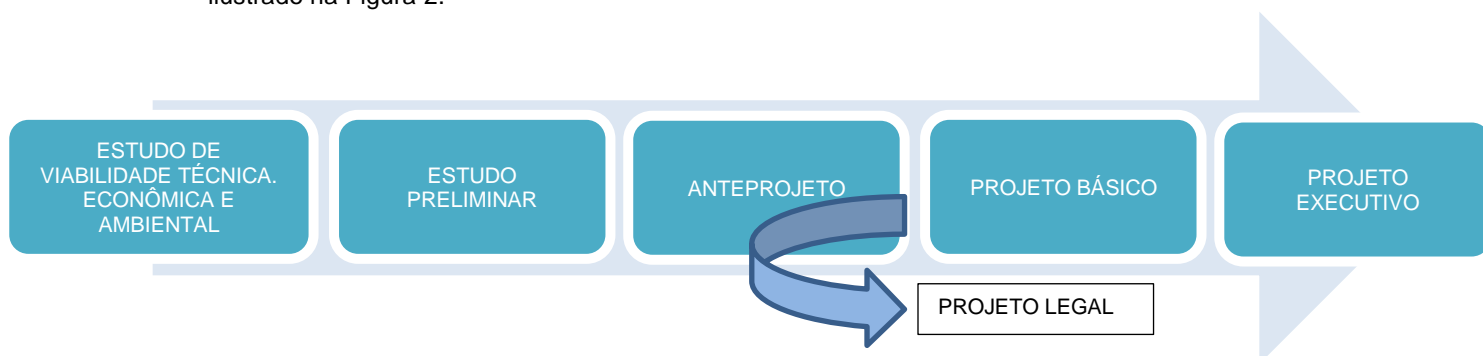 ilustrado na Figura 2.
ESTUDO DE
VIABILIDADE TÉCNICA.
ECONÔMICA E
AMBIENTAL
ESTUDO
PRELIMINAR
ANTEPROJETO
PROJETO BÁSICO
PROJETO
EXECUTIVO
PROJETO LEGAL